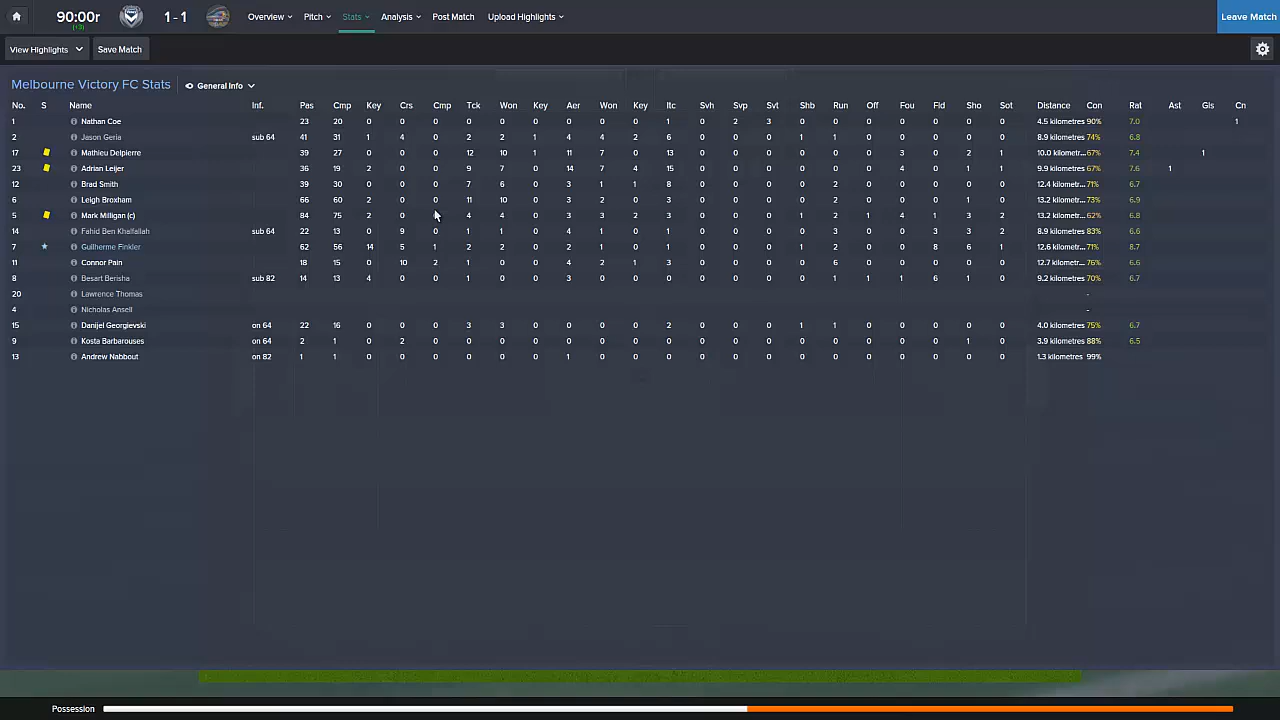 90:00r 1 - 1 Overview Pitch Stats Analysis Post Match Upload Highlights Leave Match
(+3)
View Highlights Save Match
Melbourne Victory FC Stats General Info
No. S Name Inf. Pas Cmp Key Crs Cmp Tck Won Key Aer Won Key Itc Svh Svp Svt Shb Run Off Fou Fld Sho Sot Distance Con Rat Ast Gls Cn
1 Nathan Coe 23 20 0 0 0 0 0 0 0 0 0 1 0 2 3 0 0 0 0 0 0 0 4.5 kilometres 90% 7.0 1
2 Jason Geria sub 64 41 31 1 4 0 2 2 1 4 4 2 6 0 0 0 1 1 0 0 0 0 0 8.9 kilometres 74% 6.8
17 Mathieu Delpierre 39 27 0 0 0 12 10 1 11 7 0 13 0 0 0 0 0 0 3 0 2 1 10.0 kilometr... 67% 7.4 1
23 Adrian Leijer 36 19 2 0 0 9 7 0 14 7 4 15 0 0 0 0 0 0 4 0 1 1 9.9 kilometr... 67% 7.6 1
12 Brad Smith 39 30 0 0 0 7 6 0 3 1 1 8 0 0 0 0 2 0 0 0 0 0 12.4 kilometr... 71% 6.7
6 Leigh Broxham 66 60 2 0 0 11 10 0 3 2 0 3 0 0 0 0 2 0 0 0 0 0 13.2 kilometr... 73% 6.9
5 Mark Milligan (c) 84 75 2 0 0 4 4 0 3 3 2 3 0 0 0 0 2 1 4 1 3 2 13.2 kilometr... 62% 6.8
14 Fahid Ben Khalfallah sub 64 22 13 0 9 0 1 1 0 4 1 0 1 0 0 0 0 3 0 0 3 3 2 8.9 kilometres 83% 6.6
7 Guilherme Finkler 62 56 14 5 1 2 2 0 2 1 0 1 0 0 0 1 2 0 0 8 6 1 12.6 kilometr... 71% 8.7
11 Connor Pain 18 15 0 10 2 1 0 0 4 2 1 3 0 0 0 0 6 0 0 0 0 0 12.7 kilometr... 76% 6.6
8 Besart Berisha sub 82 14 13 4 0 0 1 0 0 3 0 0 0 0 0 0 0 1 1 1 6 1 0 9.2 kilometres 70% 6.7
20 Lawrence Thomas -
4 Nicholas Ansell -
15 Danijel Georgievski on 64 22 16 0 0 0 3 3 0 0 0 0 2 0 0 0 1 1 0 0 0 0 0 4.0 kilometres 75% 6.7
9 Kosta Barbarouses on 64 2 1 0 2 0 0 0 0 0 0 0 0 0 0 0 0 0 0 0 0 1 0 3.9 kilometres 88% 6.5
13 Andrew Nabbout on 82 1 1 0 0 0 0 0 0 1 0 0 0 0 0 0 0 0 0 0 0 0 0 1.3 kilometres 99%
Possession